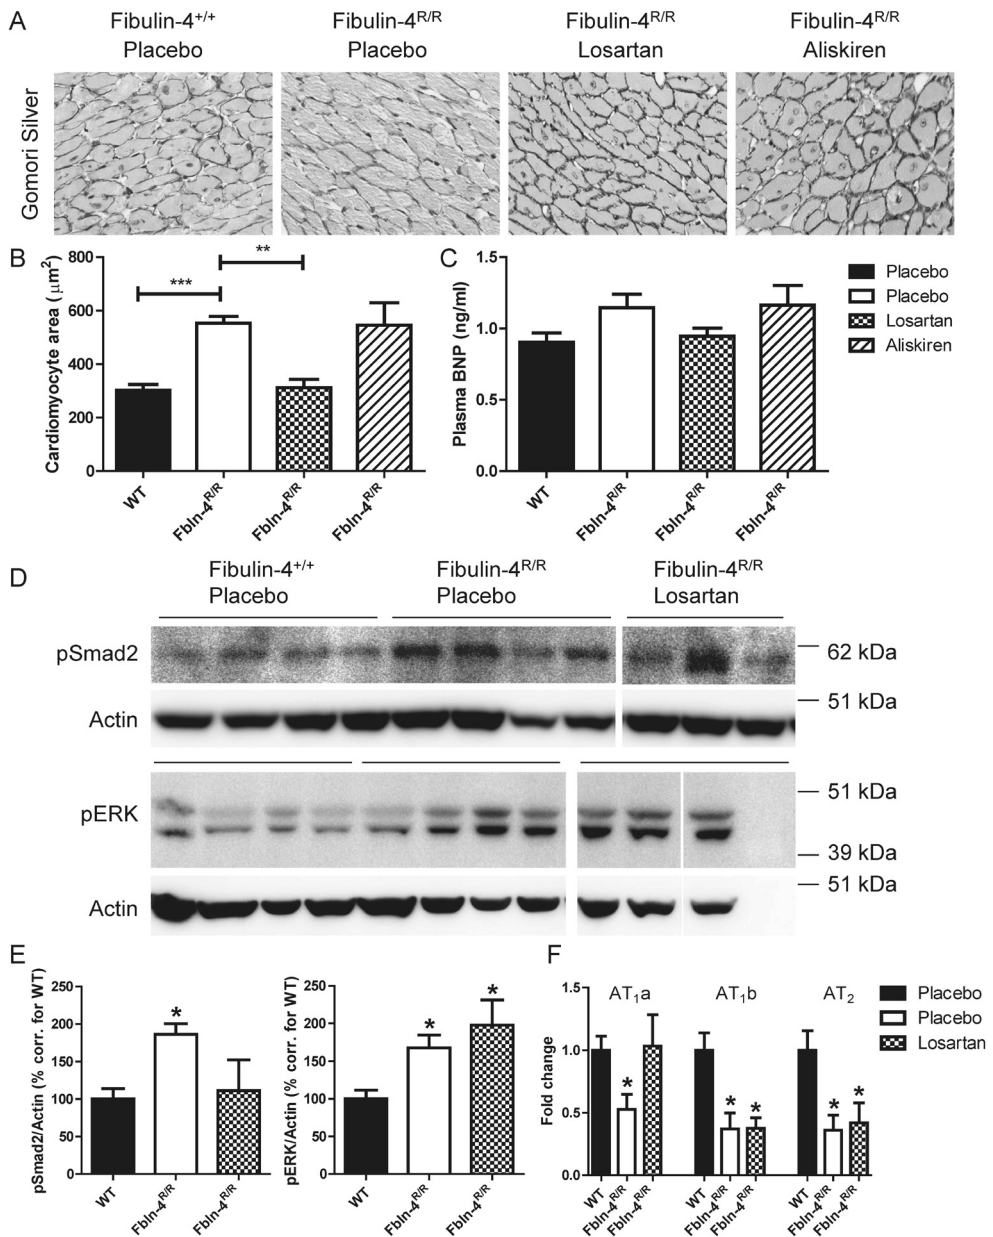 A
Fibulin-4+/+
Placebo
Fibulin-4R/R
Placebo
Fibulin-4R/R
Losartan
Fibulin-4R/R
Aliskiren
Gomori Silver
B
Cardiomyocyte area (μm2)
800
600
400
200
0
***
**
WT
Fbln-4R/R
Fbln-4R/R
Fbln-4R/R
C
Plasma BNP (ng/ml)
1.5
1.0
0.5
0.0
WT
Fbln-4R/R
Fbln-4R/R
Fbln-4R/R
Placebo
Placebo
Losartan
Aliskiren
D
Fibulin-4+/+
Placebo
Fibulin-4R/R
Placebo
Fibulin-4R/R
Losartan
pSmad2
62 kDa
51 kDa
Actin
51 kDa
pERK
39 kDa
51 kDa
Actin
E
pSmad2/Actin (% corr. for WT)
250
200
150
100
50
0
*
WT
Fbln-4R/R
Fbln-4R/R
pERK/Actin (% corr. for WT)
250
200
150
100
50
0
*
*
WT
Fbln-4R/R
Fbln-4R/R
F
Fold change
1.5
1.0
0.5
0.0
AT1a
AT1b
AT2
*
*
*
*
*
WT
Fbln-4R/R
Fbln-4R/R
WT
Fbln-4R/R
Fbln-4R/R
WT
Fbln-4R/R
Fbln-4R/R
Placebo
Placebo
Losartan